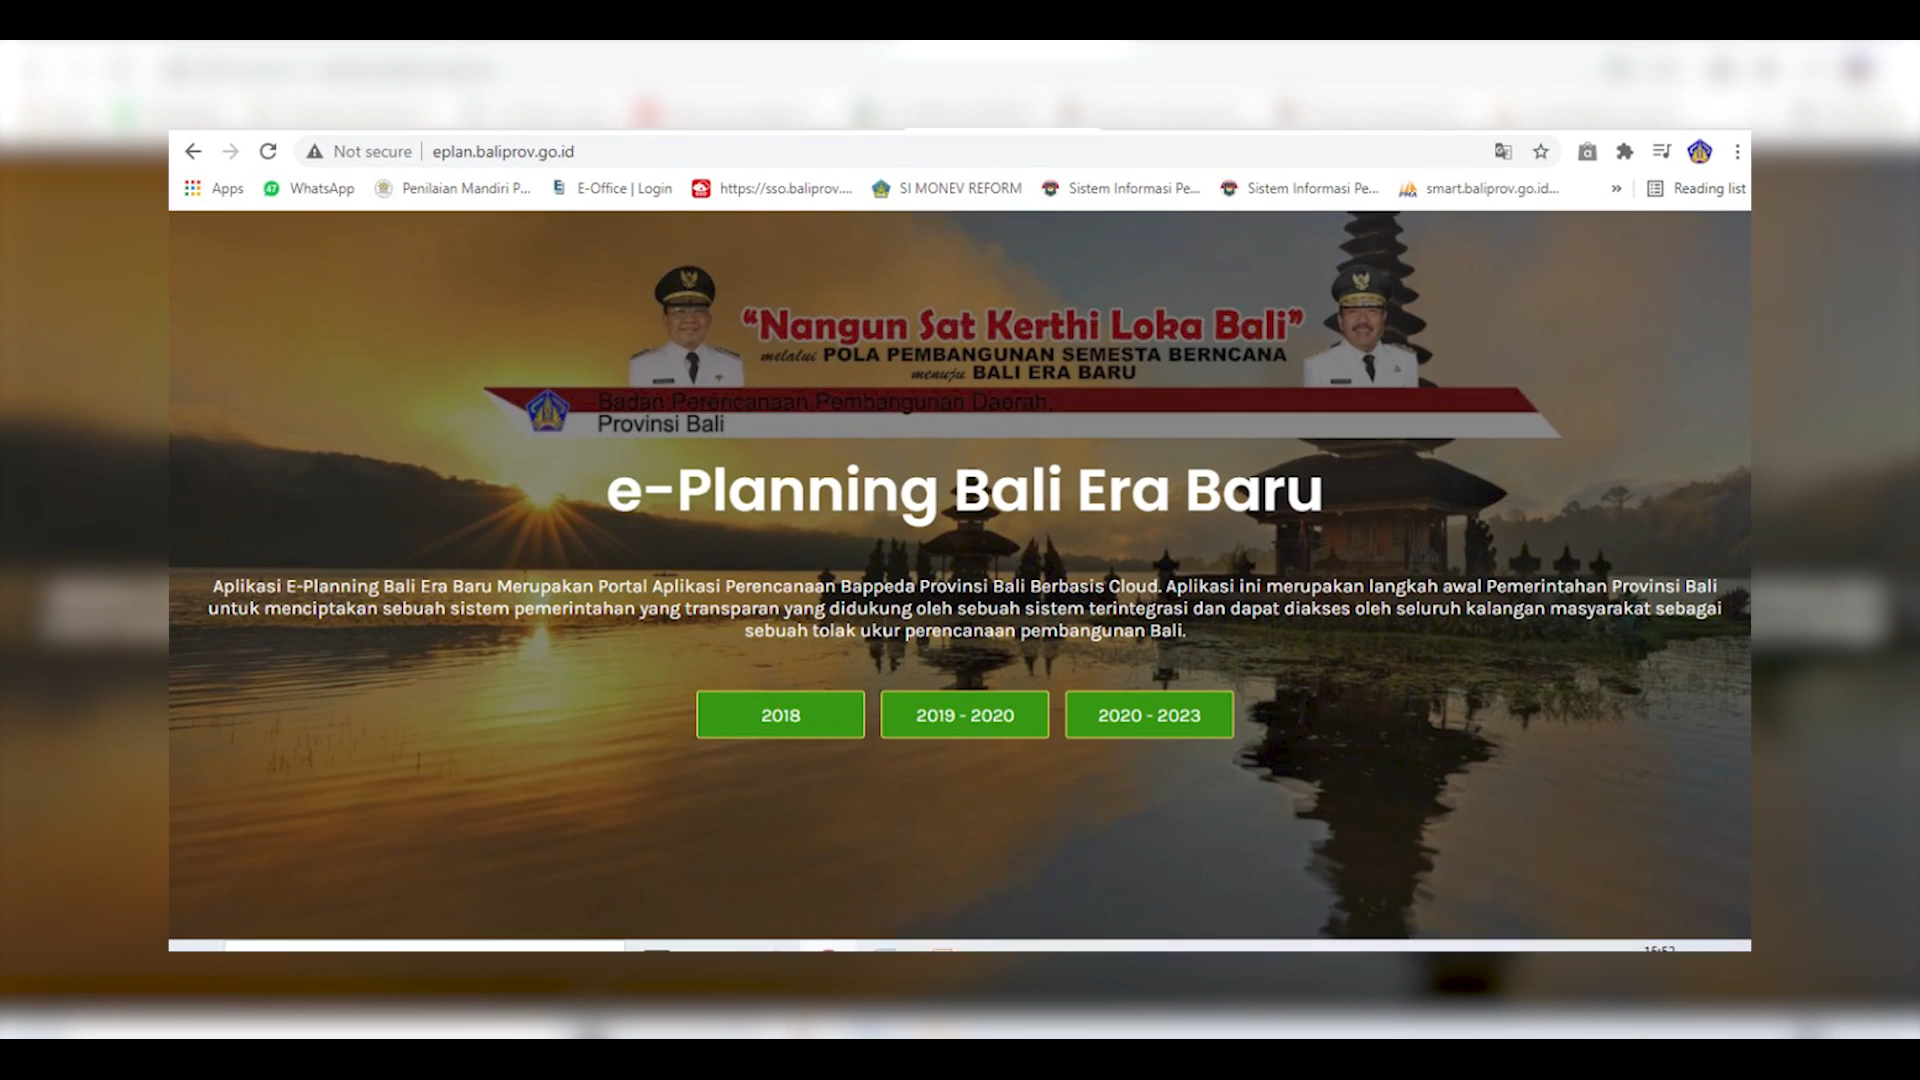 Not secure | eplan.baliprov.go.id
Apps WhatsApp Penilaian Mandiri P... E-Office | Login https://sso.baliprov.... SI MONEV REFORM Sistem Informasi Pe... Sistem Informasi Pe... smart.baliprov.go.id... » Reading list
“Nangun Sat Kerthi Loka Bali”
melalui POLA PEMBANGUNAN SEMESTA BERNCANA
menuju BALI ERA BARU
Badan Perencanaan Pembangunan Daerah,
Provinsi Bali
e-Planning Bali Era Baru
Aplikasi E-Planning Bali Era Baru Merupakan Portal Aplikasi Perencanaan Bappeda Provinsi Bali Berbasis Cloud. Aplikasi ini merupakan langkah awal Pemerintahan Provinsi Bali
untuk menciptakan sebuah sistem pemerintahan yang transparan yang didukung oleh sebuah sistem terintegrasi dan dapat diakses oleh seluruh kalangan masyarakat sebagai
sebuah tolak ukur perencanaan pembangunan Bali.
2018 2019 - 2020 2020 - 2023